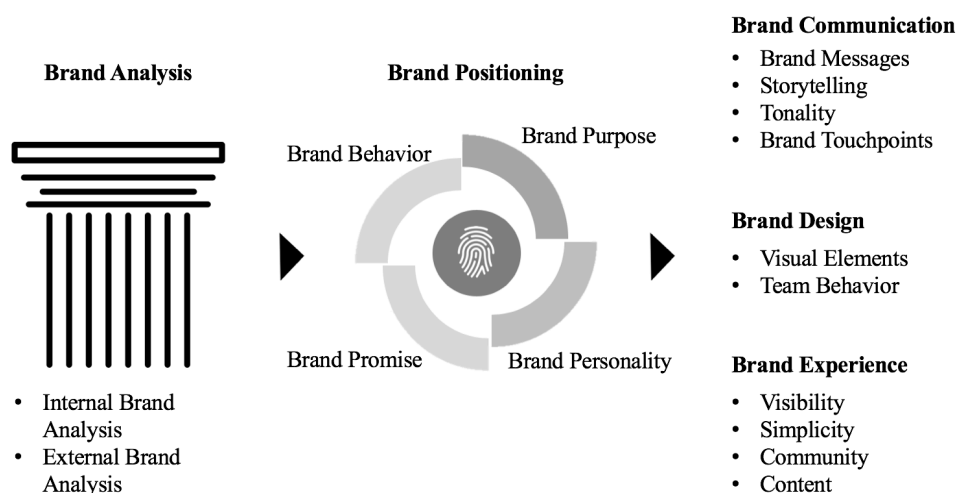 Brand Analysis
• Internal Brand
Analysis
• External Brand
Analysis
Brand Positioning
Brand Behavior
Brand Purpose
Brand Promise
Brand Personality
Brand Communication
• Brand Messages
• Storytelling
• Tonality
• Brand Touchpoints
Brand Design
• Visual Elements
• Team Behavior
Brand Experience
• Visibility
• Simplicity
• Community
• Content